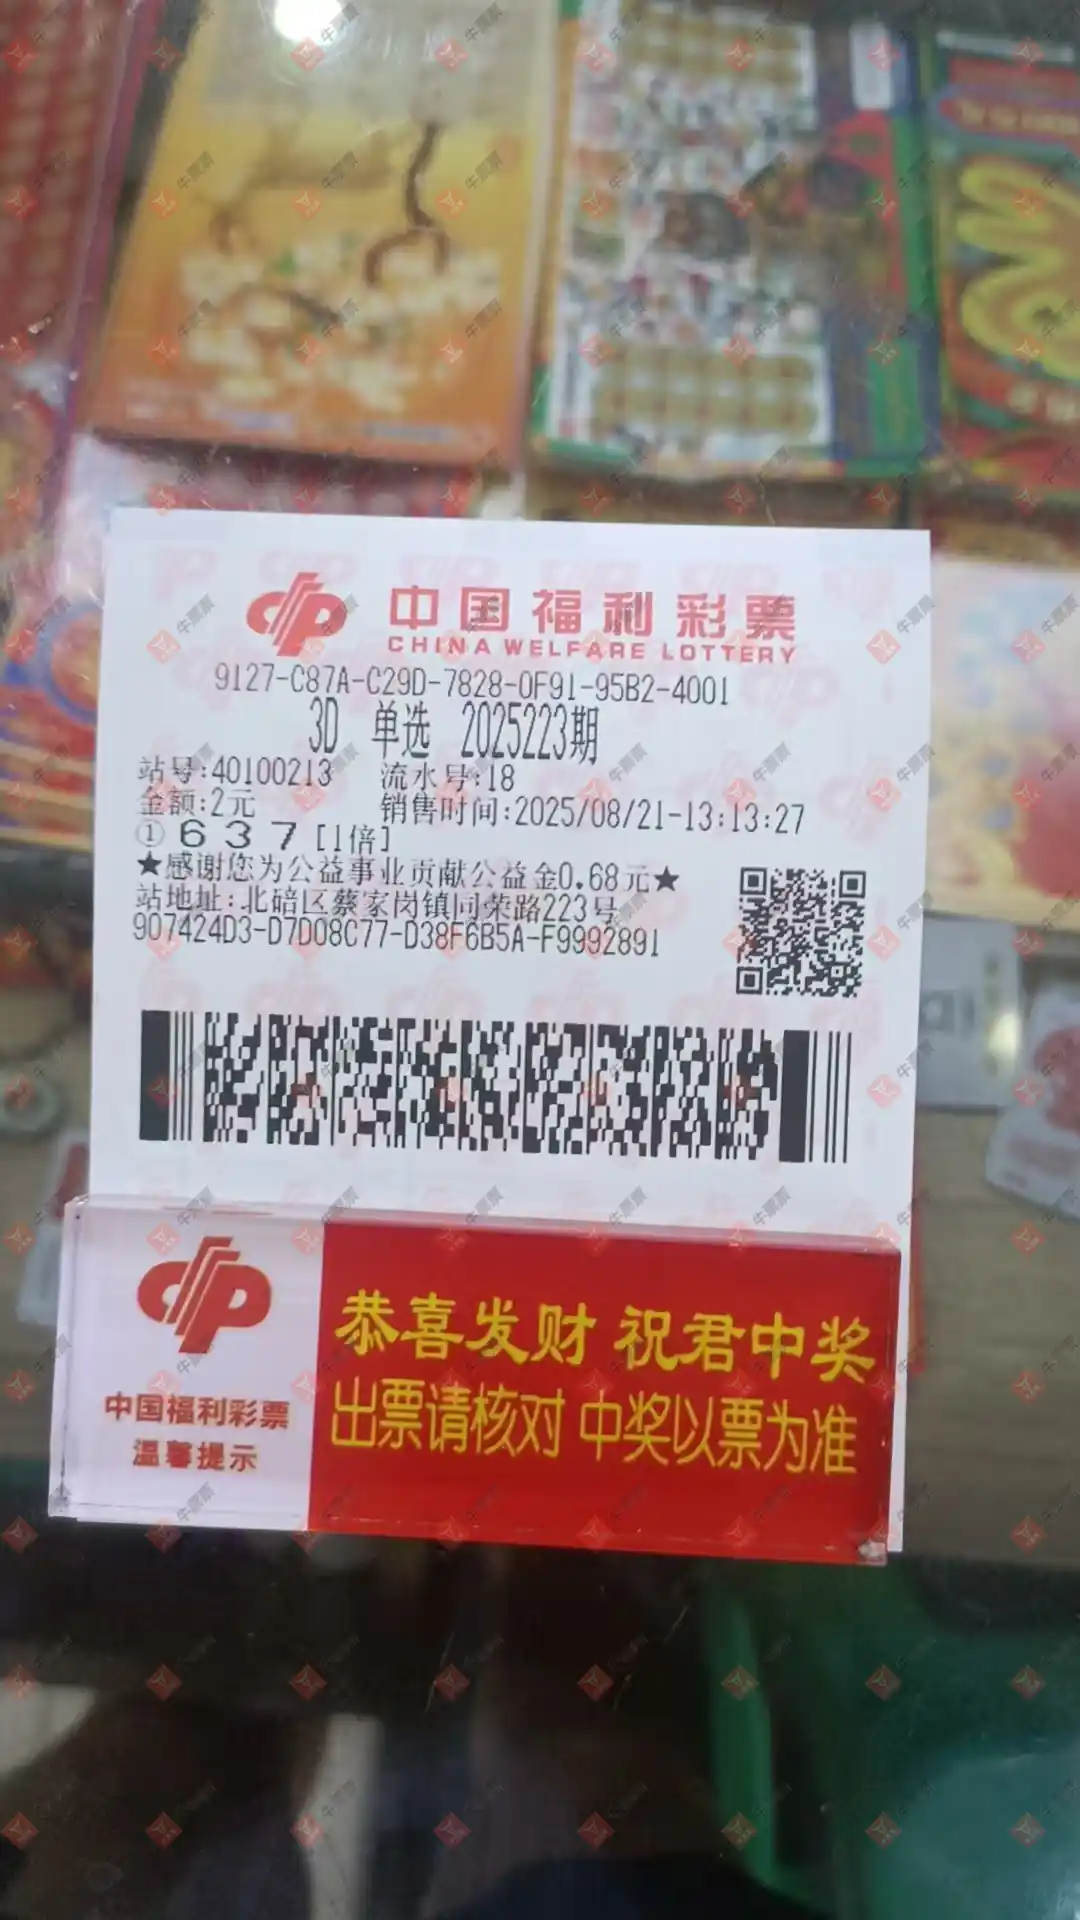 中国福利彩票
CHINA WELFARE LOTTERY
9127-C87A-C29D-7828-0F91-95B2-4001
3D 单选 2025223期
站号:40100213 流水号:18
金额:2元 销售时间:2025/08/21-13:13:27
① 6 3 7 [1倍]
★感谢您为公益事业贡献公益金0.68元★
站地址:北碚区蔡家岗镇同荣路223号
907424D3-D7D08C77-D38F6B5A-F9992891
恭喜发财 祝君中奖
出票请核对 中奖以票为准
中国福利彩票
温馨提示
牛票票